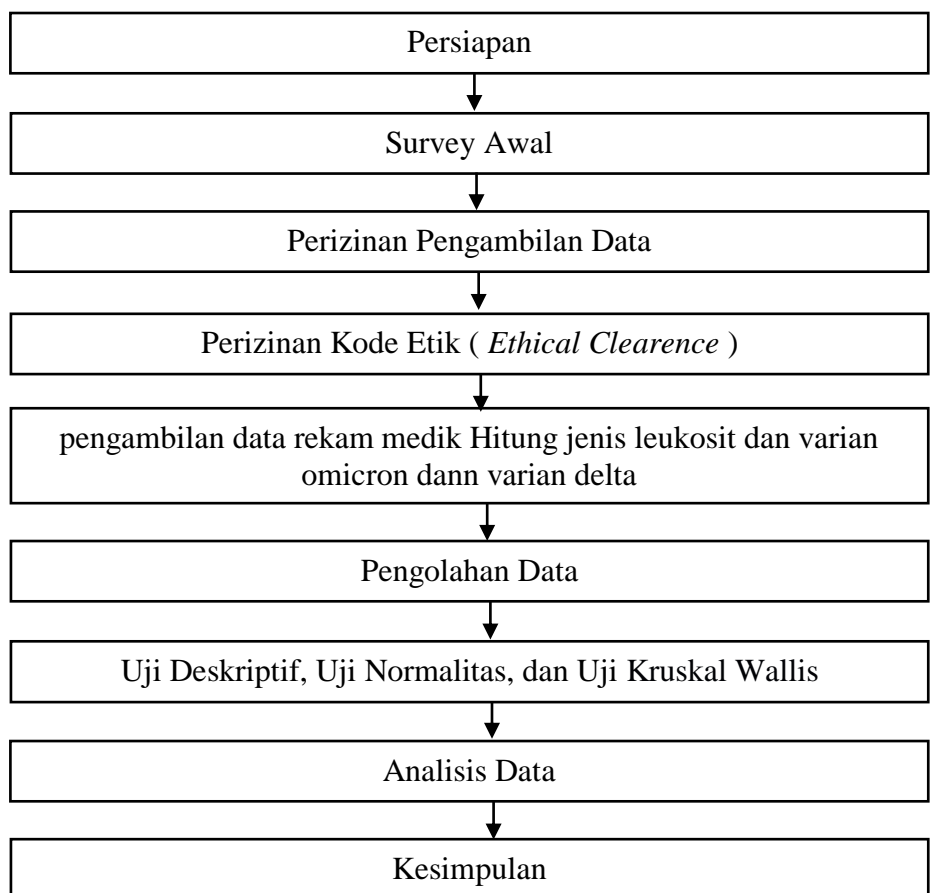 Persiapan
Survey Awal
Perizinan Pengambilan Data
Perizinan Kode Etik ( Ethical Clearence )
pengambilan data rekam medik Hitung jenis leukosit dan varian
omicron dann varian delta
Pengolahan Data
Uji Deskriptif, Uji Normalitas, dan Uji Kruskal Wallis
Analisis Data
Kesimpulan